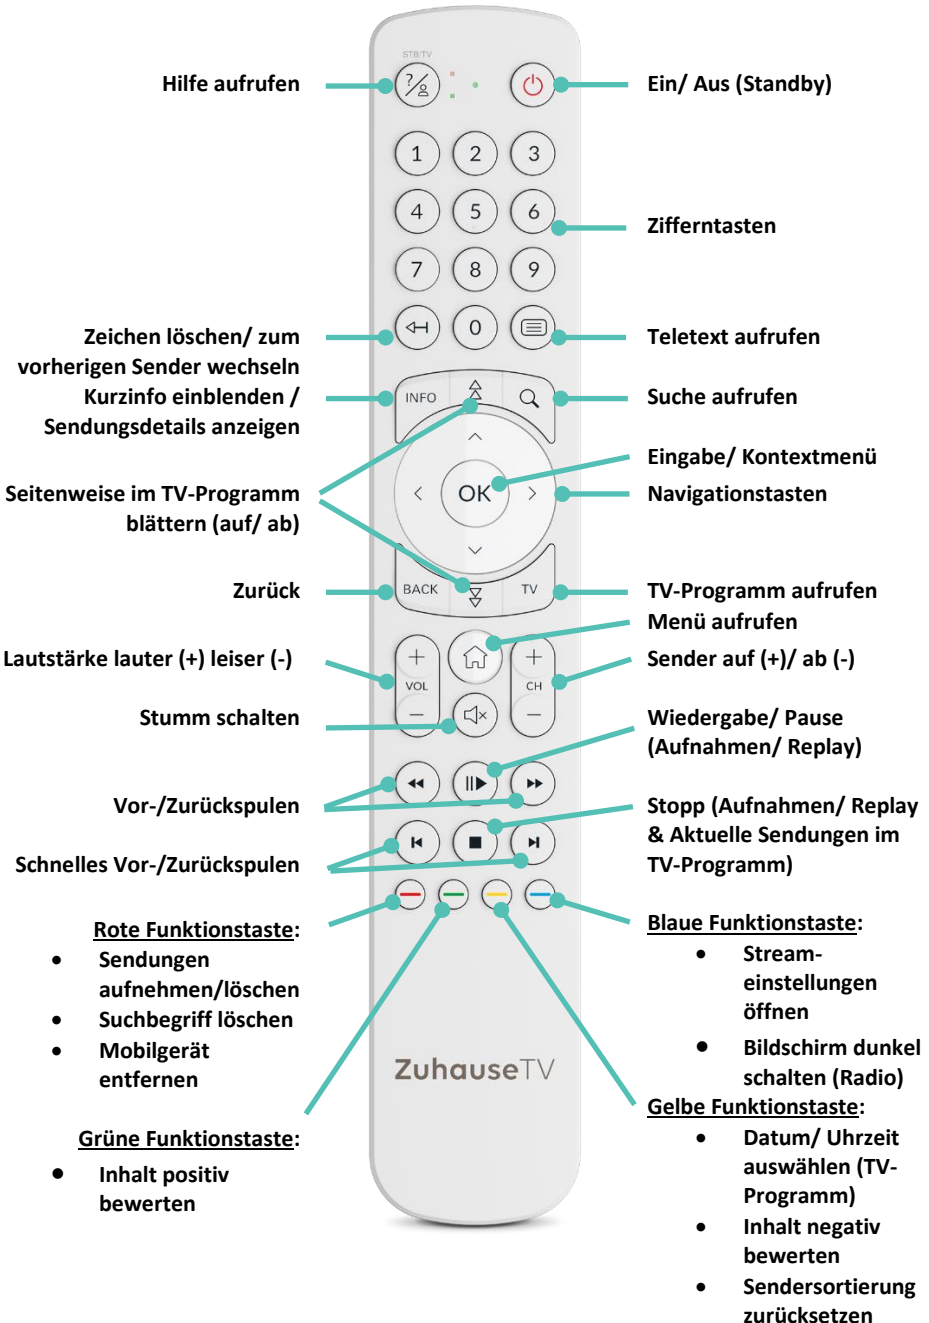 STB/TV
?
Hilfe aufrufen
Ein/ Aus (Standby)
1 2 3
4 5 6
Zifferntasten
7 8 9
0
Zeichen löschen/ zum
vorherigen Sender wechseln
Teletext aufrufen
Kurzinfo einblenden /
Sendungsdetails anzeigen
INFO
Suche aufrufen
Eingabe/ Kontextmenü
OK
Navigationstasten
Seitenweise im TV-Programm
blättern (auf/ ab)
Zurück
BACK
TV
TV-Programm aufrufen
Menü aufrufen
Lautstärke lauter (+) leiser (-)
+
VOL
−
+
CH
−
Sender auf (+)/ ab (-)
Stumm schalten
Wiedergabe/ Pause
(Aufnahmen/ Replay)
Vor-/Zurückspulen
Stopp (Aufnahmen/ Replay
& Aktuelle Sendungen im
TV-Programm)
Schnelles Vor-/Zurückspulen
Rote Funktionstaste:
• Sendungen
aufnehmen/löschen
• Suchbegriff löschen
• Mobilgerät
entfernen
Grüne Funktionstaste:
• Inhalt positiv
bewerten
ZuhauseTV
Blaue Funktionstaste:
• Stream-
einstellungen
öffnen
• Bildschirm dunkel
schalten (Radio)
Gelbe Funktionstaste:
• Datum/ Uhrzeit
auswählen (TV-
Programm)
• Inhalt negativ
bewerten
• Sendersortierung
zurücksetzen